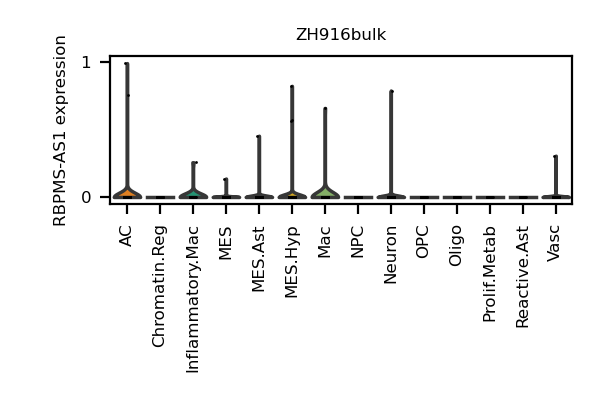 ZH916bulk
RBPMS-AS1 expression
1
0
AC
Chromatin.Reg
Inflammatory.Mac
MES
MES.Ast
MES.Hyp
Mac
NPC
Neuron
OPC
Oligo
Prolif.Metab
Reactive.Ast
Vasc